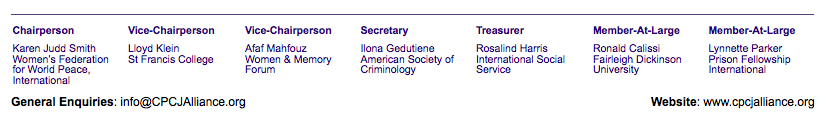 Chairperson
Karen Judd Smith
Women's Federation
for World Peace,
International
Vice-Chairperson
Lloyd Klein
St Francis College
Vice-Chairperson
Afaf Mahfouz
Women & Memory
Forum
Secretary
Ilona Gedutiene
American Society of
Criminology
Treasurer
Rosalind Harris
International Social
Service
Member-At-Large
Ronald Calissi
Fairleigh Dickinson
University
Member-At-Large
Lynnette Parker
Prison Fellowship
International
General Enquiries: info@CPCJAlliance.org
Website: www.cpcjalliance.org